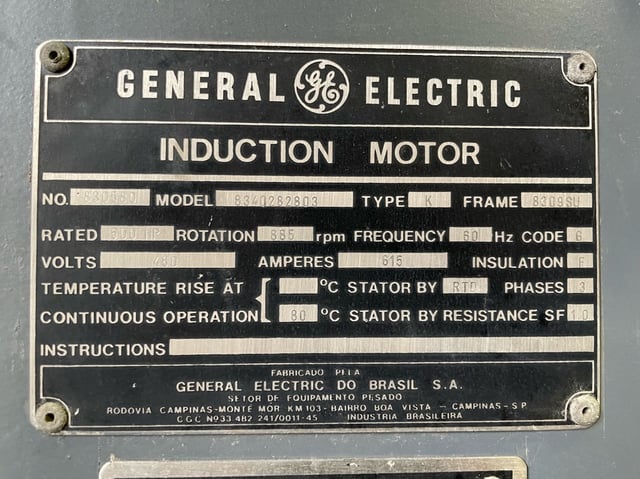 GENERAL GE ELECTRIC
INDUCTION MOTOR
NO. MODEL 8340282803 TYPE K FRAME 8309SU
RATED 500 HP ROTATION 885 rpm FREQUENCY 60 Hz CODE G
VOLTS 460 AMPERES 615 INSULATION F
TEMPERATURE RISE AT °C STATOR BY RTD PHASES 3
CONTINUOUS OPERATION 80 °C STATOR BY RESISTANCE SF 1.0
INSTRUCTIONS
FABRICADO PELA
GENERAL ELECTRIC DO BRASIL S.A.
SETOR DE EQUIPAMENTO PESADO
RODOVIA CAMPINAS-MONTE MOR KM 103 - BAIRRO BOA VISTA - CAMPINAS - S P
C G C Nº 33 482 241/0011-45 INDUSTRIA BRASILEIRA